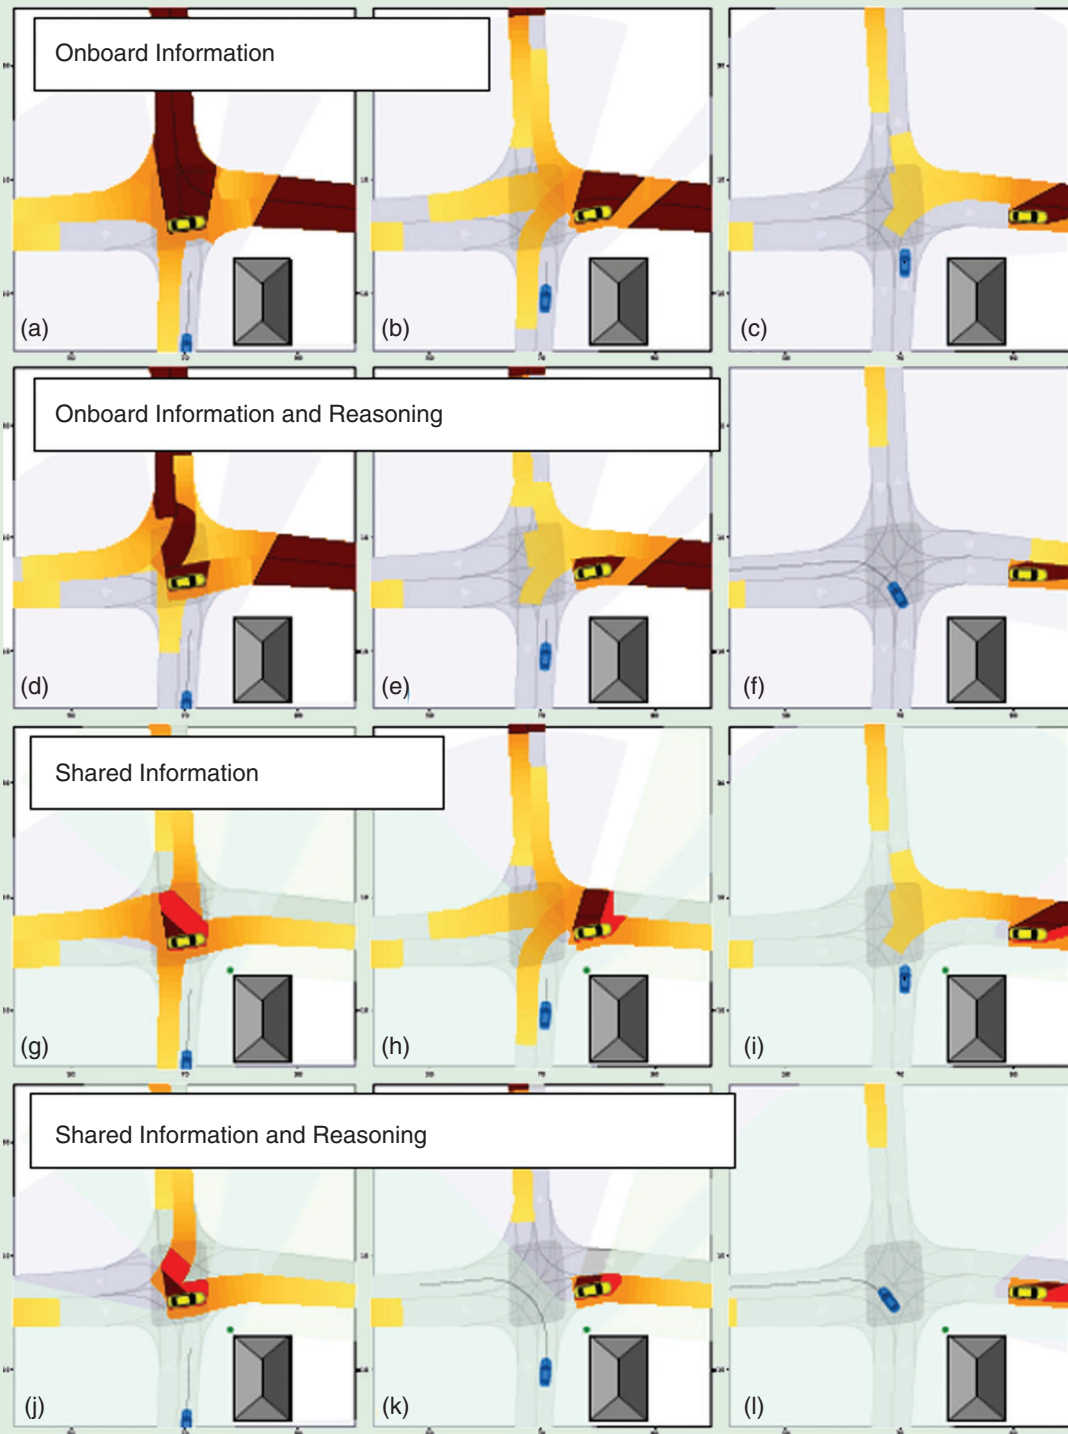 Onboard Information
(a)
(b)
(c)
Onboard Information and Reasoning
(d)
(e)
(f)
Shared Information
(g)
(h)
(i)
Shared Information and Reasoning
(j)
(k)
(l)